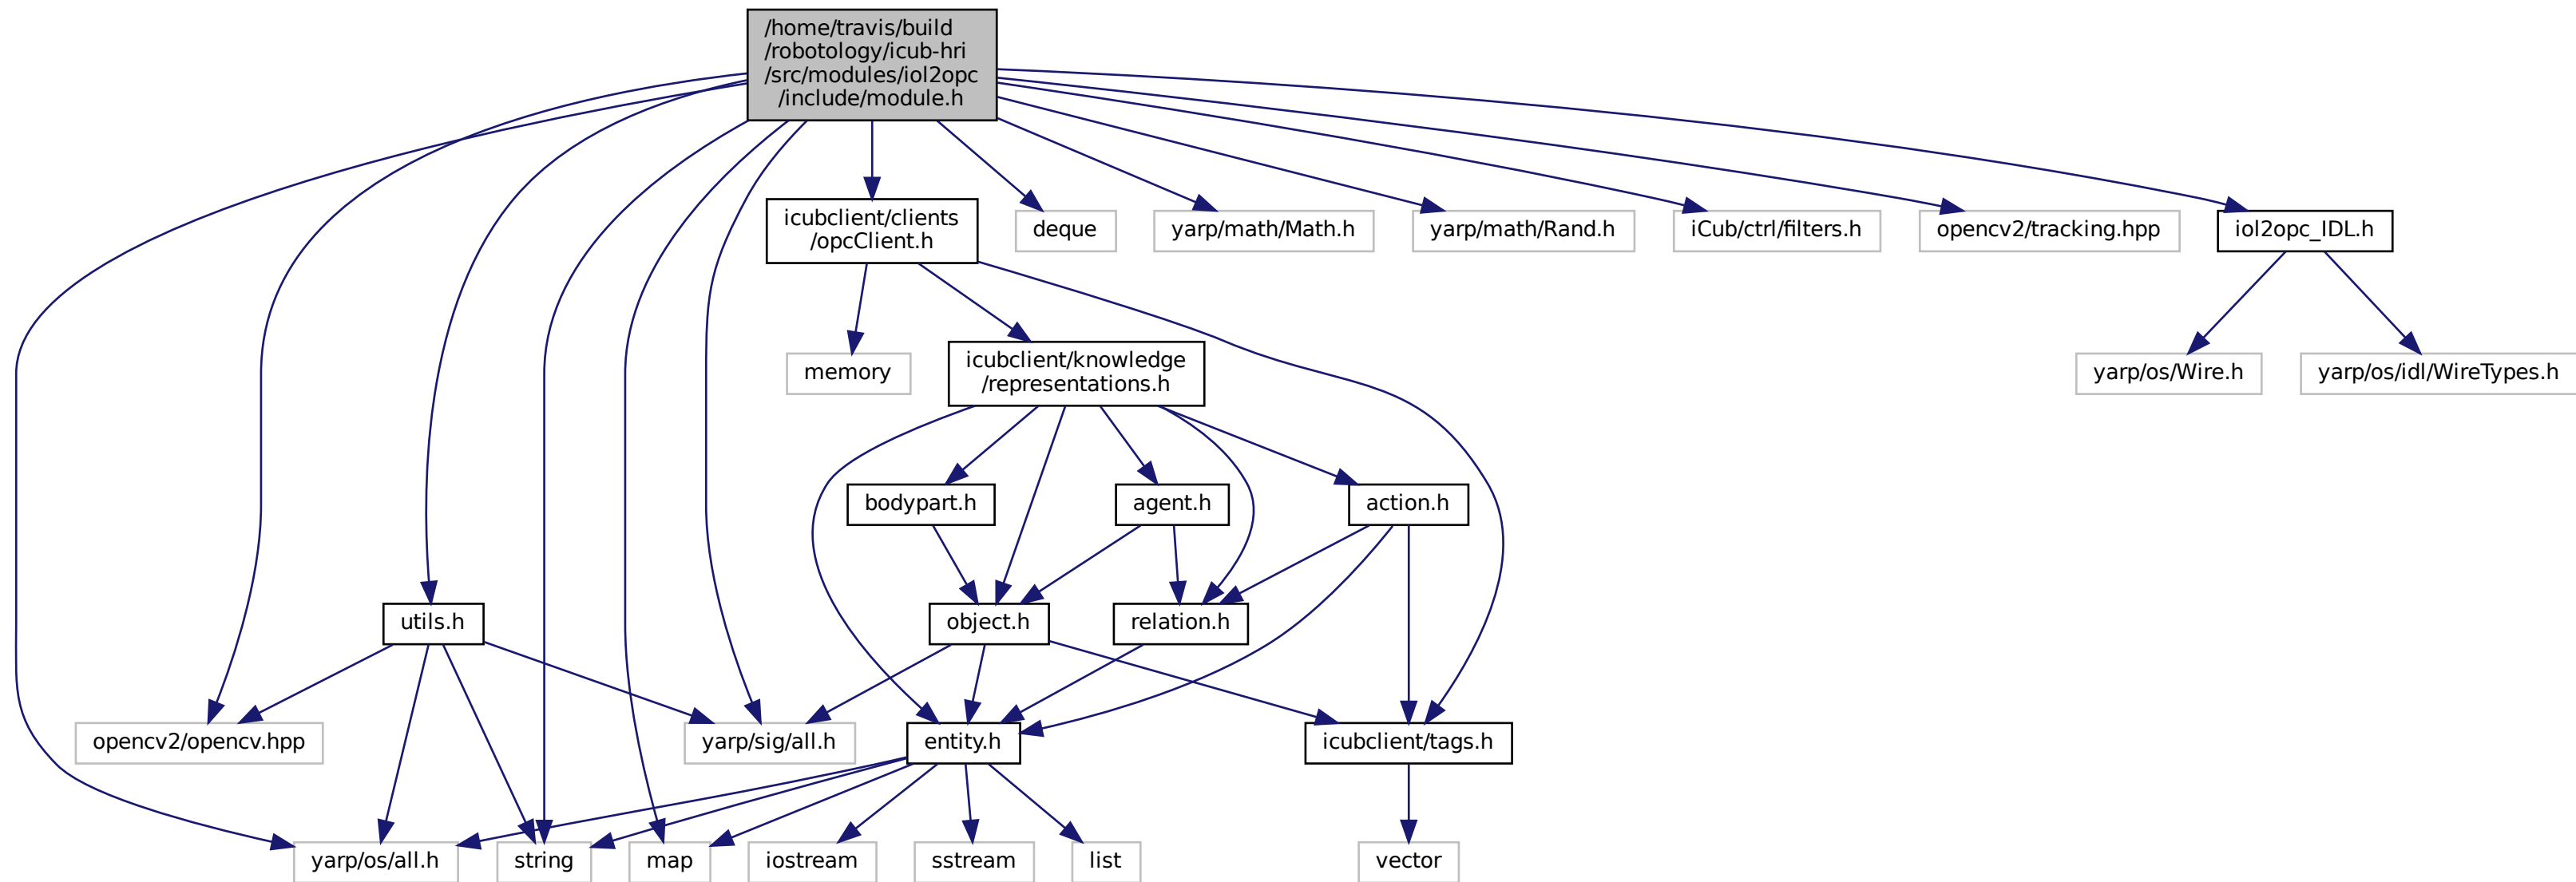 /home/travis/build
/robotology/icub-hri
/src/modules/iol2opc
/include/module.h
icubclient/clients
/opcClient.h
deque
yarp/math/Math.h
yarp/math/Rand.h
iCub/ctrl/filters.h
opencv2/tracking.hpp
iol2opc_IDL.h
memory
icubclient/knowledge
/representations.h
yarp/os/Wire.h
yarp/os/idl/WireTypes.h
bodypart.h
agent.h
action.h
utils.h
object.h
relation.h
opencv2/opencv.hpp
yarp/sig/all.h
entity.h
icubclient/tags.h
yarp/os/all.h
string
map
iostream
sstream
list
vector